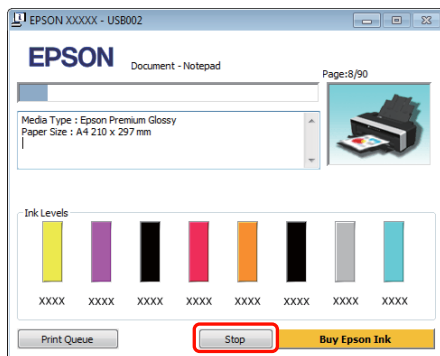 EPSON XXXXX - USB002
EPSON
Document - Notepad
Page:8/90
Media Type : Epson Premium Glossy
Paper Size : A4 210 x 297 mm
Ink Levels
XXXX XXXX XXXX XXXX XXXX XXXX XXXX XXXX
Print Queue Stop Buy Epson Ink